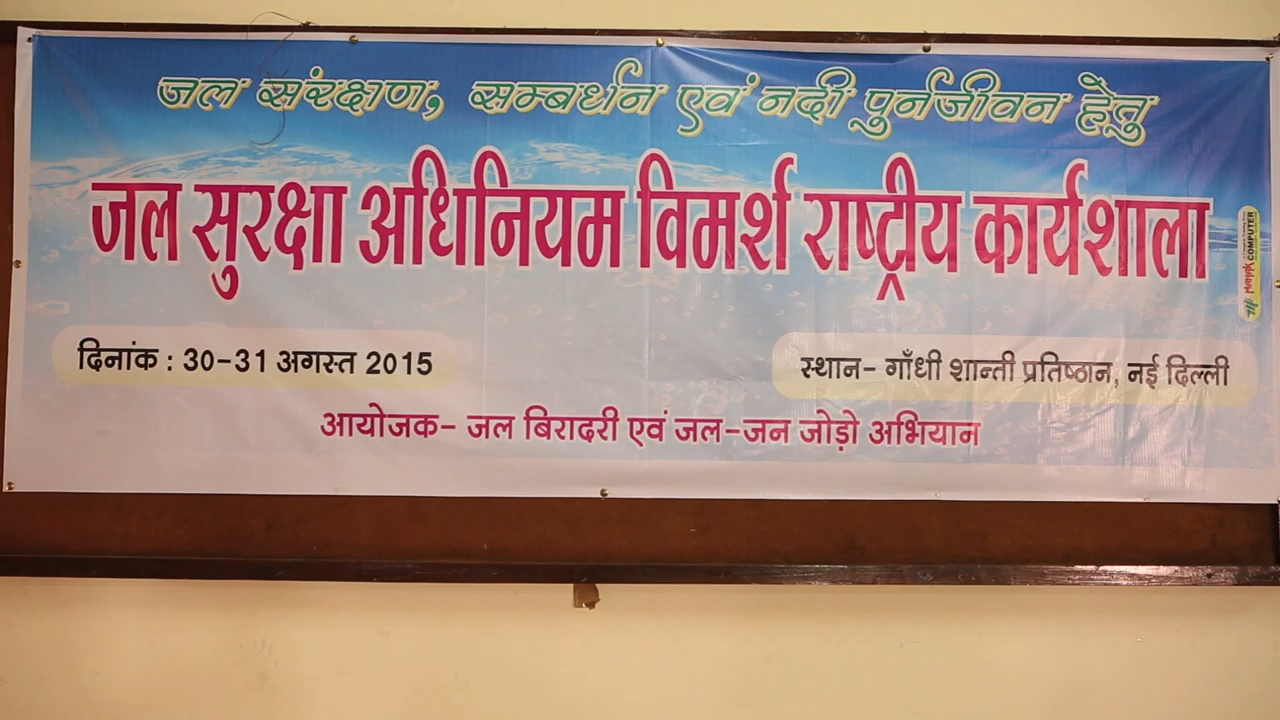 जल संरक्षण, सम्बर्धन एवं नदी पुर्नजीवन हेतु
जल सुरक्षा अधिनियम विमर्श राष्ट्रीय कार्यशाला
दिनांक : 30-31 अगस्त 2015
स्थान- गाँधी शान्ती प्रतिष्ठान, नई दिल्ली
आयोजक- जल बिरादरी एवं जल-जन जोड़ो अभियान
COMPUTER